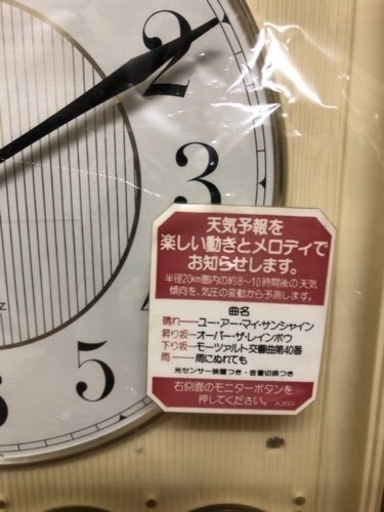 2
3
4
5
Z
天気予報を
楽しい動きとメロディで
お知らせします。
半径20km圏内の約8~10時間後の天気
傾向を、気圧の変動から予測します。
曲名
晴れ──ユー・アー・マイ・サンシャイン
昇り坂─オーバー・ザ・レインボウ
下り坂─モーツァルト交響曲第40番
雨──雨にぬれても
光センサー装置つき・音量切換つき
右側面のモニターボタンを
押してください。